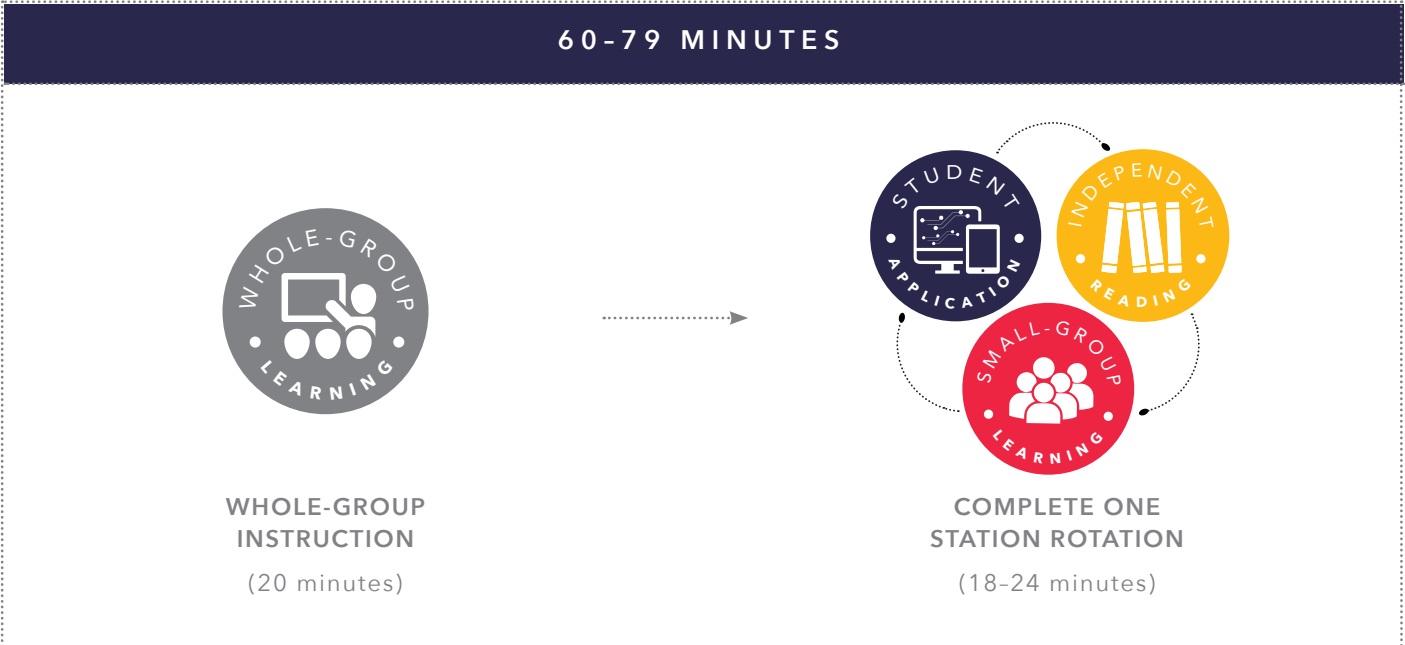 60–79 MINUTES
WHOLE-GROUP
LEARNING
STUDENT
APPLICATION
INDEPENDENT
READING
SMALL-GROUP
LEARNING
WHOLE-GROUP
INSTRUCTION
(20 minutes)
COMPLETE ONE
STATION ROTATION
(18–24 minutes)